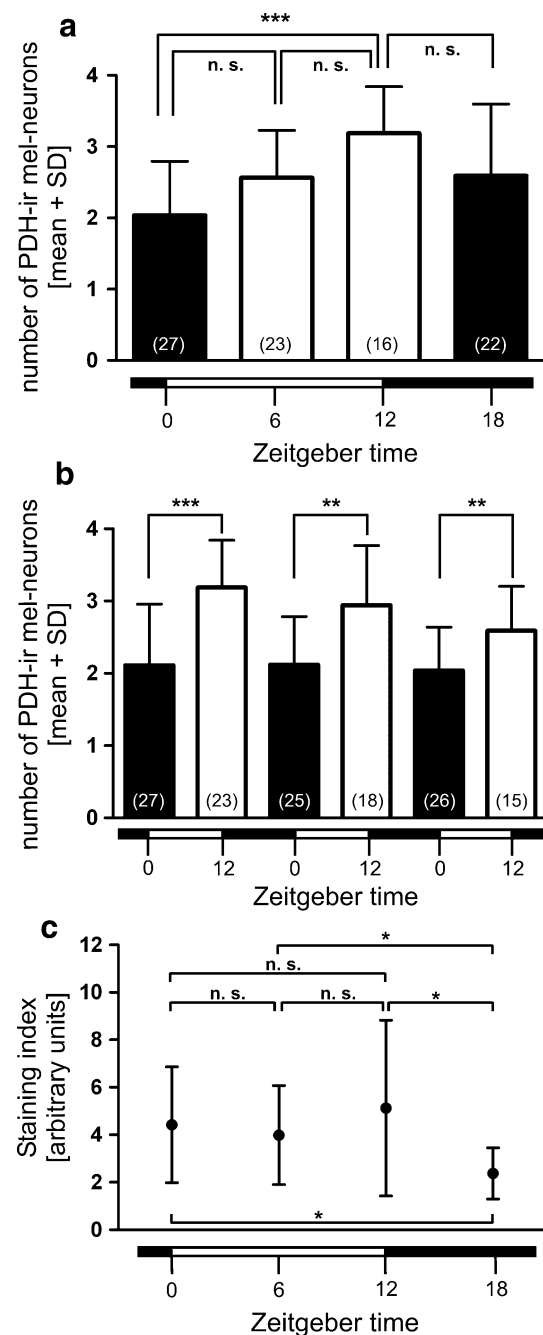 a
***
n. s.
n. s.
n. s.
number of PDH-ir mel-neurons
[mean + SD]
4
3
2
1
0
(27)
(23)
(16)
(22)
0
6
12
18
Zeitgeber time
b
***
**
**
number of PDH-ir mel-neurons
[mean + SD]
4
3
2
1
0
(27)
(23)
(25)
(18)
(26)
(15)
0
12
0
12
0
12
Zeitgeber time
c
*
n. s.
n. s.
n. s.
*
Staining index
[arbitrary units]
12
10
8
6
4
2
0
*
0
6
12
18
Zeitgeber time